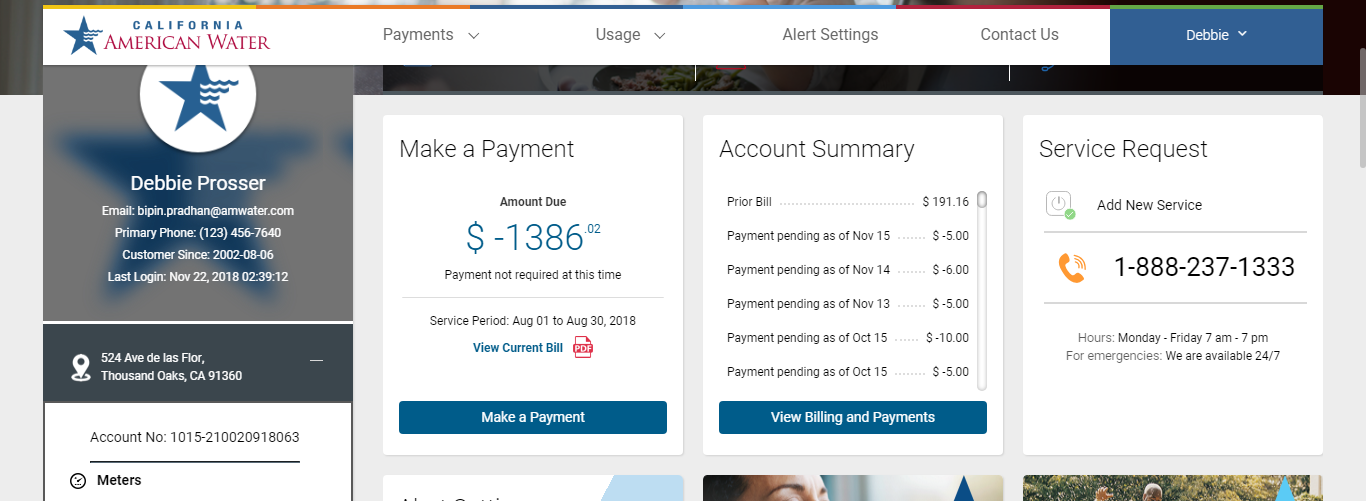 CALIFORNIA
AMERICAN WATER
Payments
Usage
Alert Settings
Contact Us
Debbie
Debbie Prosser
Email: bipin.pradhan@amwater.com
Primary Phone: (123) 456-7640
Customer Since: 2002-08-06
Last Login: Nov 22, 2018 02:39:12
524 Ave de las Flor,
Thousand Oaks, CA 91360
Account No: 1015-210020918063
Meters
Make a Payment
Amount Due
$ -1386.02
Payment not required at this time
Service Period: Aug 01 to Aug 30, 2018
View Current Bill PDF
Make a Payment
Account Summary
Prior Bill $ 191.16
Payment pending as of Nov 15 $ -5.00
Payment pending as of Nov 14 $ -6.00
Payment pending as of Nov 13 $ -5.00
Payment pending as of Oct 15 $ -10.00
Payment pending as of Oct 15 $ -5.00
View Billing and Payments
Service Request
Add New Service
1-888-237-1333
Hours: Monday - Friday 7 am - 7 pm
For emergencies: We are available 24/7